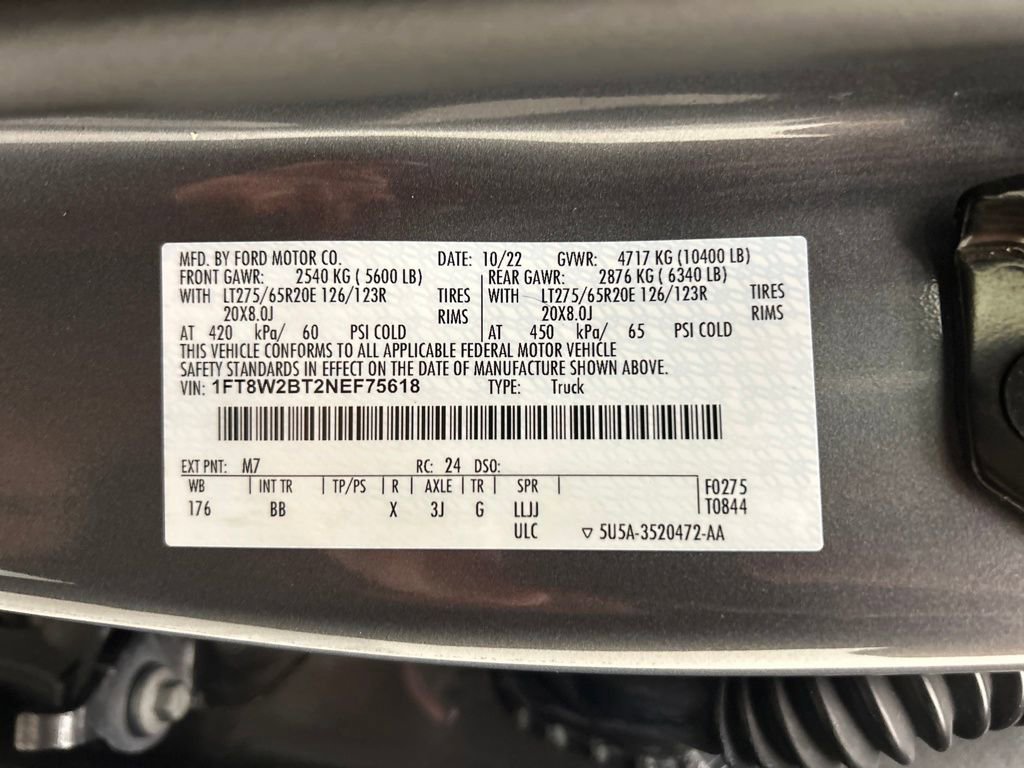 MFD. BY FORD MOTOR CO. DATE: 10/22 GVWR: 4717 KG (10400 LB)
FRONT GAWR: 2540 KG ( 5600 LB) REAR GAWR: 2876 KG ( 6340 LB)
WITH LT275/65R20E 126/123R TIRES WITH LT275/65R20E 126/123R TIRES
20X8.0J RIMS 20X8.0J RIMS
AT 420 kPa/ 60 PSI COLD AT 450 kPa/ 65 PSI COLD
THIS VEHICLE CONFORMS TO ALL APPLICABLE FEDERAL MOTOR VEHICLE
SAFETY STANDARDS IN EFFECT ON THE DATE OF MANUFACTURE SHOWN ABOVE.
VIN: 1FT8W2BT2NEF75618 TYPE: Truck
EXT PNT: M7 RC: 24 DSO:
WB INT TR TP/PS R AXLE TR SPR F0275
176 BB X 3J G LLJJ T0844
ULC ▽ 5U5A-3520472-AA